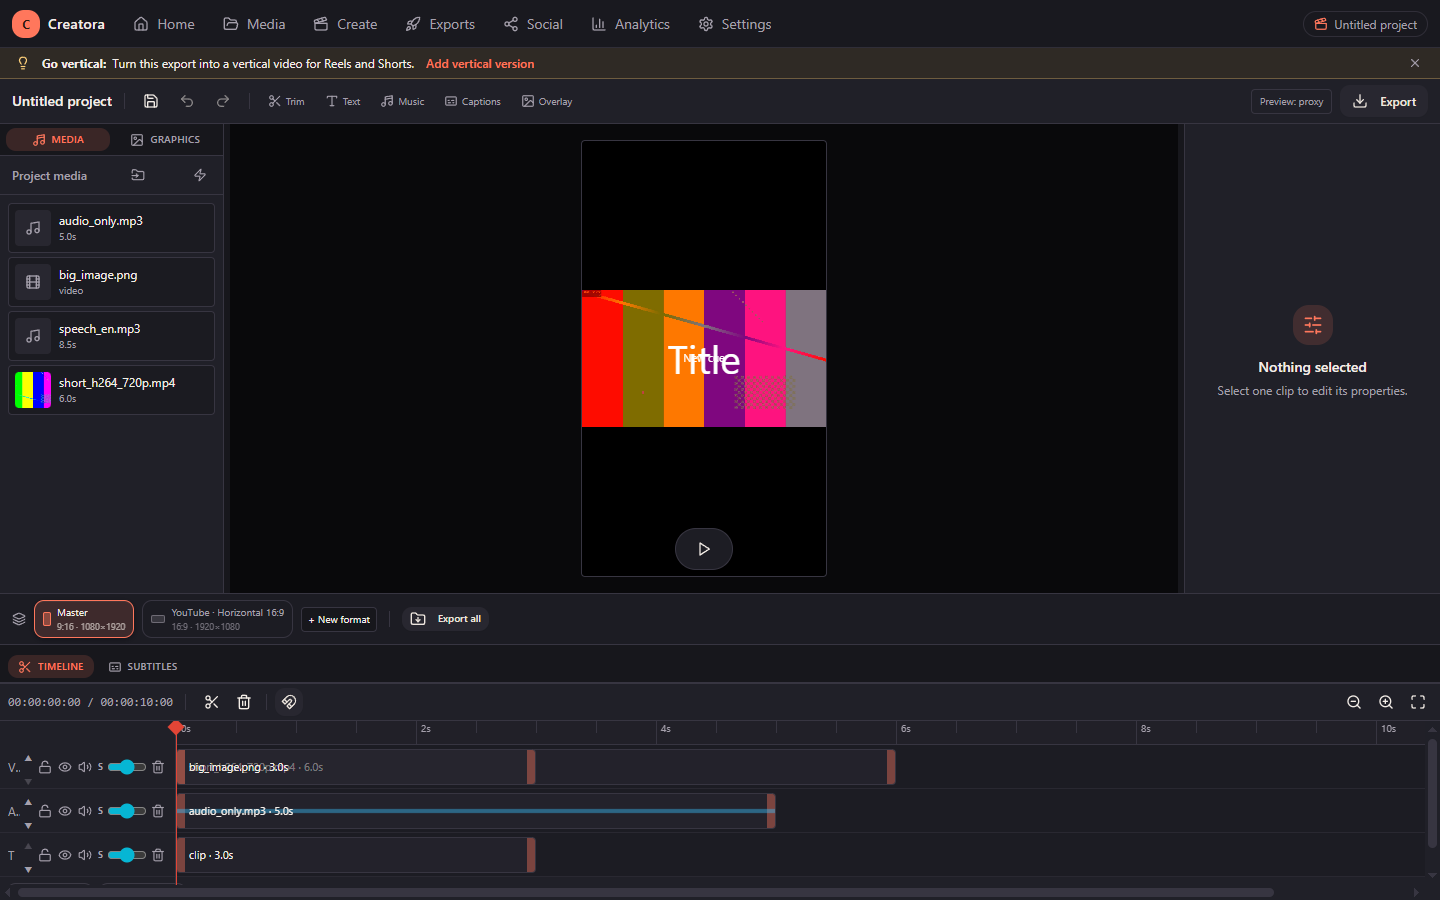 C Creatora Home Media Create Exports Social Analytics Settings Untitled project
Go vertical: Turn this export into a vertical video for Reels and Shorts. Add vertical version
Untitled project Trim Text Music Captions Overlay Preview: proxy Export
MEDIA GRAPHICS
Project media
audio_only.mp3
5.0s
big_image.png
video
speech_en.mp3
8.5s
short_h264_720p.mp4
6.0s
Title
Nothing selected
Select one clip to edit its properties.
Master
9:16 · 1080×1920
YouTube · Horizontal 16:9
16:9 · 1920×1080
+ New format
Export all
TIMELINE SUBTITLES
00:00:00:00 / 00:00:10:00
0s 2s 4s 6s 8s 10s
V.. S big_image.png · 3.0s · 6.0s
A.. S audio_only.mp3 · 5.0s
T S clip · 3.0s